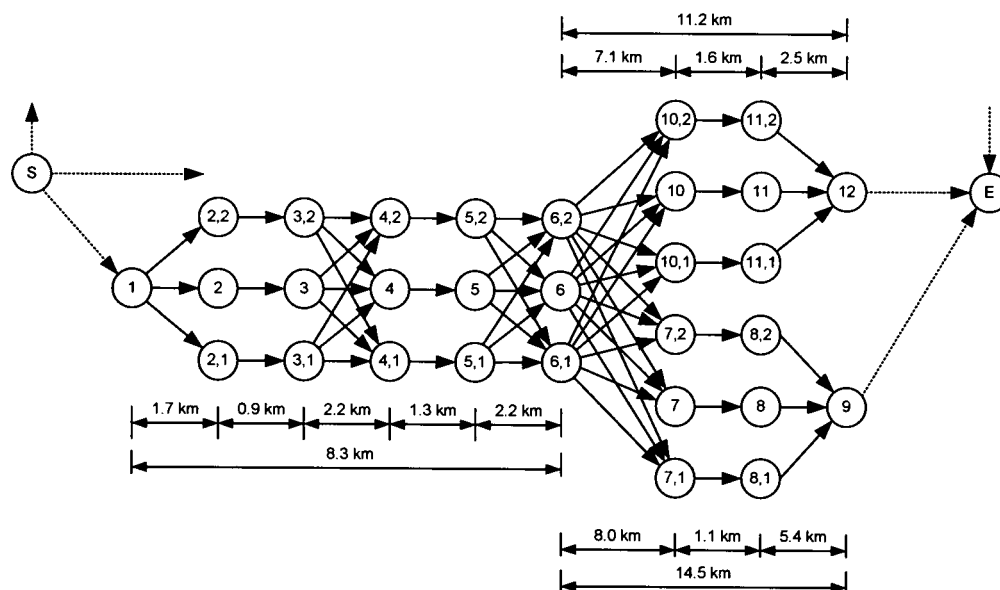 11.2 km
7.1 km 1.6 km 2.5 km
10,2 11,2
S
10 11 12 E
2,2 3,2 4,2 5,2 6,2
10,1 11,1
1 2 3 4 5 6
7,2 8,2
2,1 3,1 4,1 5,1 6,1
7 8 9
1.7 km 0.9 km 2.2 km 1.3 km 2.2 km
8.3 km
7,1 8,1
8.0 km 1.1 km 5.4 km
14.5 km